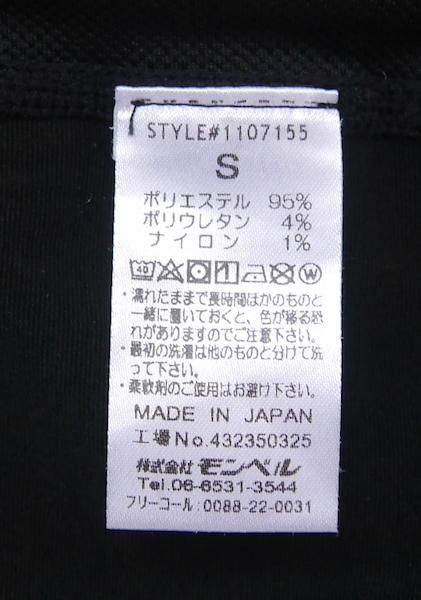 STYLE#1107155
S
ポリエステル 95%
ポリウレタン 4%
ナイロン 1%
40 W
・濡れたままで長時間ほかのものと
一緒に置いておくと、色が移る恐
れがありますのでご注意下さい。
・最初の洗濯は他のものと分けて洗
って下さい。
・柔軟剤のご使用はお避け下さい。
MADE IN JAPAN
工場No.432350325
株式会社 モンベル
Tel.06-6531-3544
フリーコール:0088-22-0031